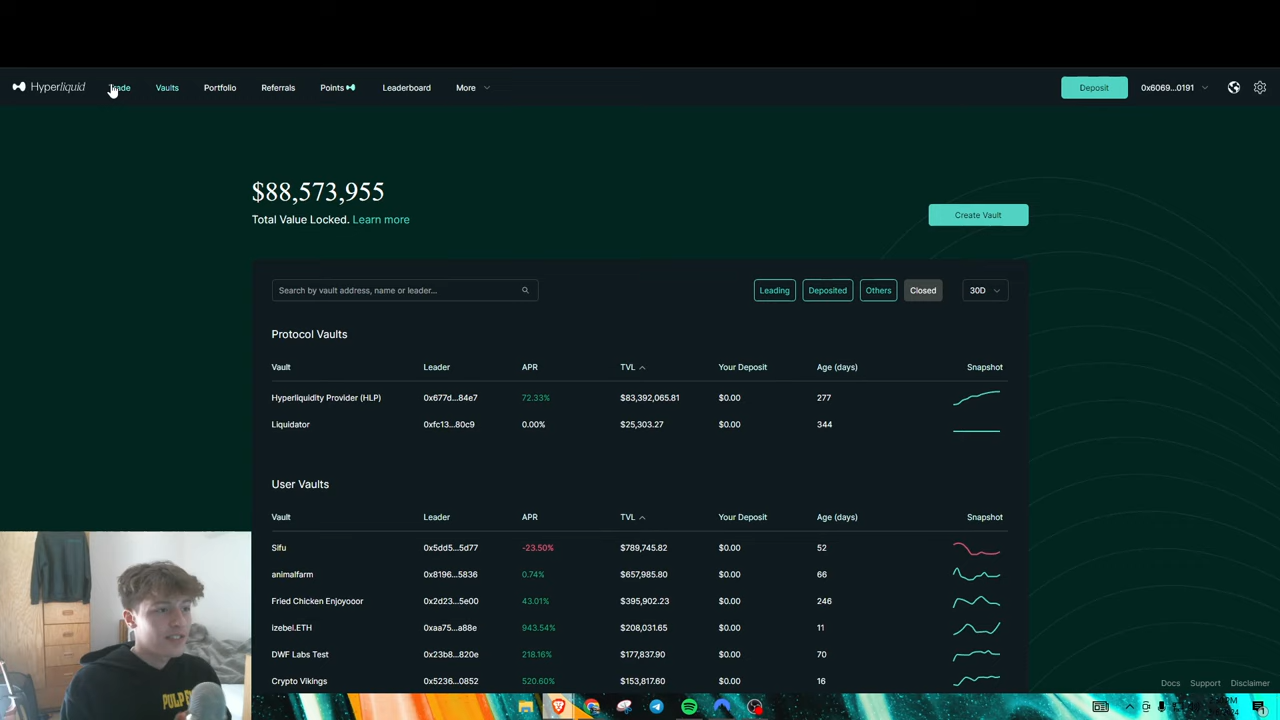 Hyperliquid Trade Vaults Portfolio Referrals Points Leaderboard More Deposit 0x6069...0191
$88,573,955
Total Value Locked. Learn more
Create Vault
Search by vault address, name or leader... Leading Deposited Others Closed 30D
Protocol Vaults
Vault Leader APR TVL Your Deposit Age (days) Snapshot
Hyperliquidity Provider (HLP) 0x677d...84e7 72.33% $83,392,065.81 $0.00 277
Liquidator 0xfc13...80c9 0.00% $25,303.27 $0.00 344
User Vaults
Vault Leader APR TVL Your Deposit Age (days) Snapshot
Sifu 0x5dd5...5d77 -23.50% $789,745.82 $0.00 52
animalfarm 0x8196...5836 0.74% $657,985.80 $0.00 66
Fried Chicken Enjoyooor 0x2d23...5e00 43.01% $395,902.23 $0.00 246
izebel.ETH 0xaa75...a88e 943.54% $208,031.65 $0.00 11
DWF Labs Test 0x23b8...820e 218.16% $177,837.90 $0.00 70
Crypto Vikings 0x5236...0852 520.60% $153,817.60 $0.00 16
Docs Support Disclaimer